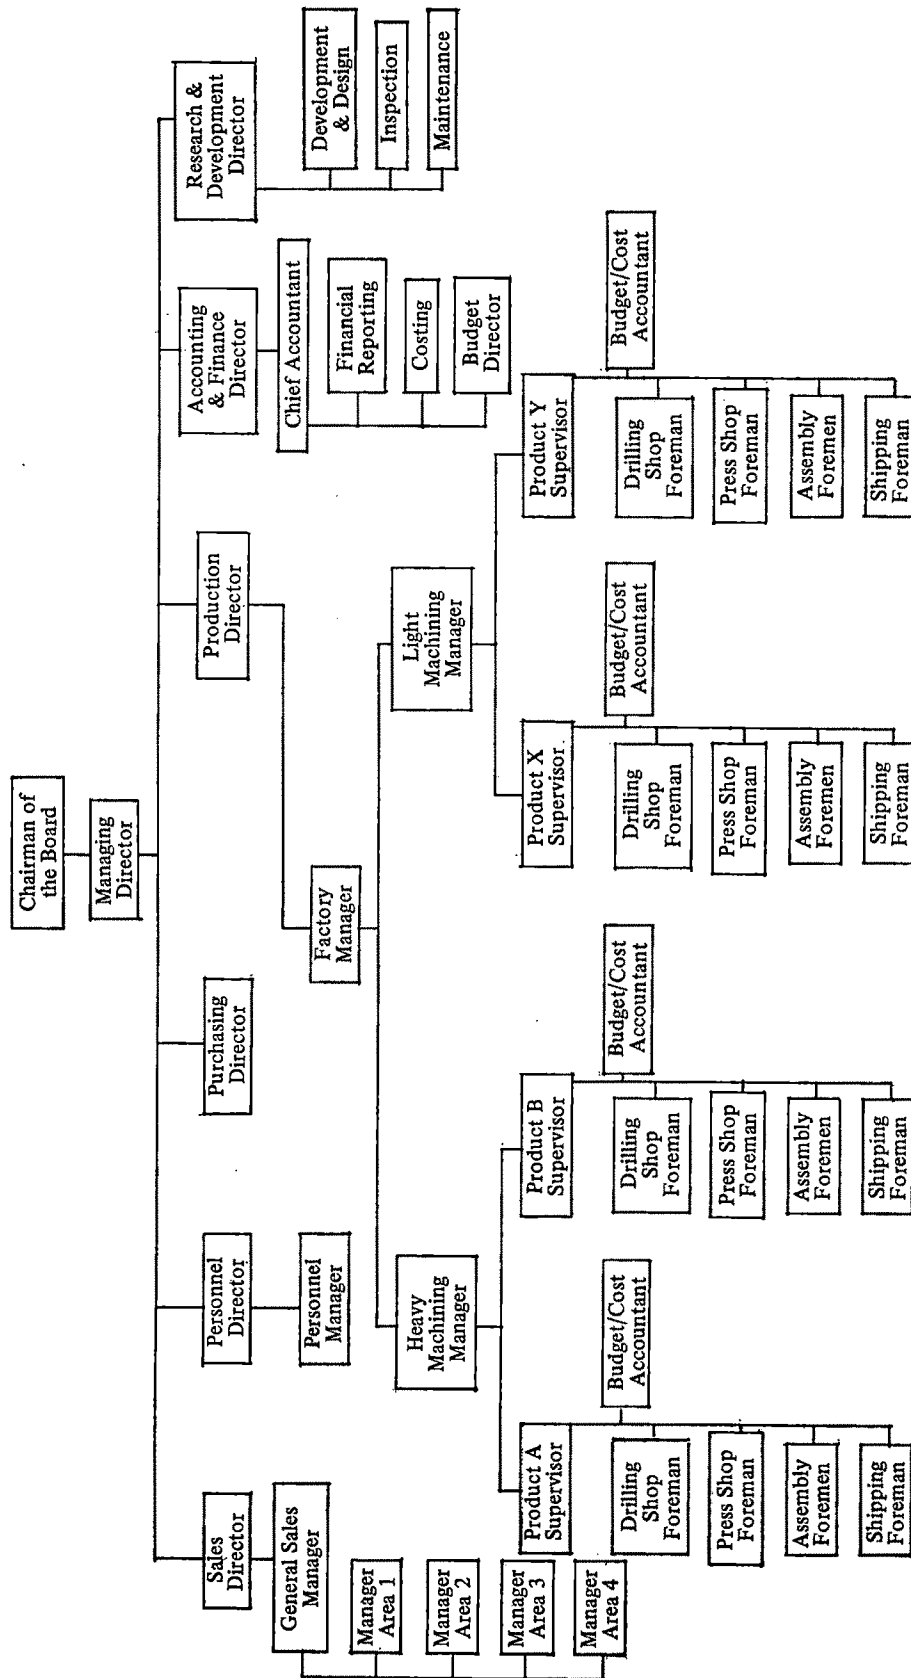 Chairman of
the Board
Managing
Director
Sales
Director
General Sales
Manager
Manager
Area 1
Manager
Area 2
Manager
Area 3
Manager
Area 4
Personnel
Director
Personnel
Manager
Purchasing
Director
Production
Director
Factory
Manager
Heavy
Machining
Manager
Product A
Supervisor
Budget/Cost
Accountant
Drilling
Shop
Foreman
Press Shop
Foreman
Assembly
Foremen
Shipping
Foreman
Product B
Supervisor
Budget/Cost
Accountant
Drilling
Shop
Foreman
Press Shop
Foreman
Assembly
Foremen
Shipping
Foreman
Light
Machining
Manager
Product X
Supervisor
Budget/Cost
Accountant
Drilling
Shop
Foreman
Press Shop
Foreman
Assembly
Foremen
Shipping
Foreman
Product Y
Supervisor
Budget/Cost
Accountant
Drilling
Shop
Foreman
Press Shop
Foreman
Assembly
Foremen
Shipping
Foreman
Accounting
& Finance
Director
Chief Accountant
Financial
Reporting
Costing
Budget
Director
Research &
Development
Director
Development
& Design
Inspection
Maintenance